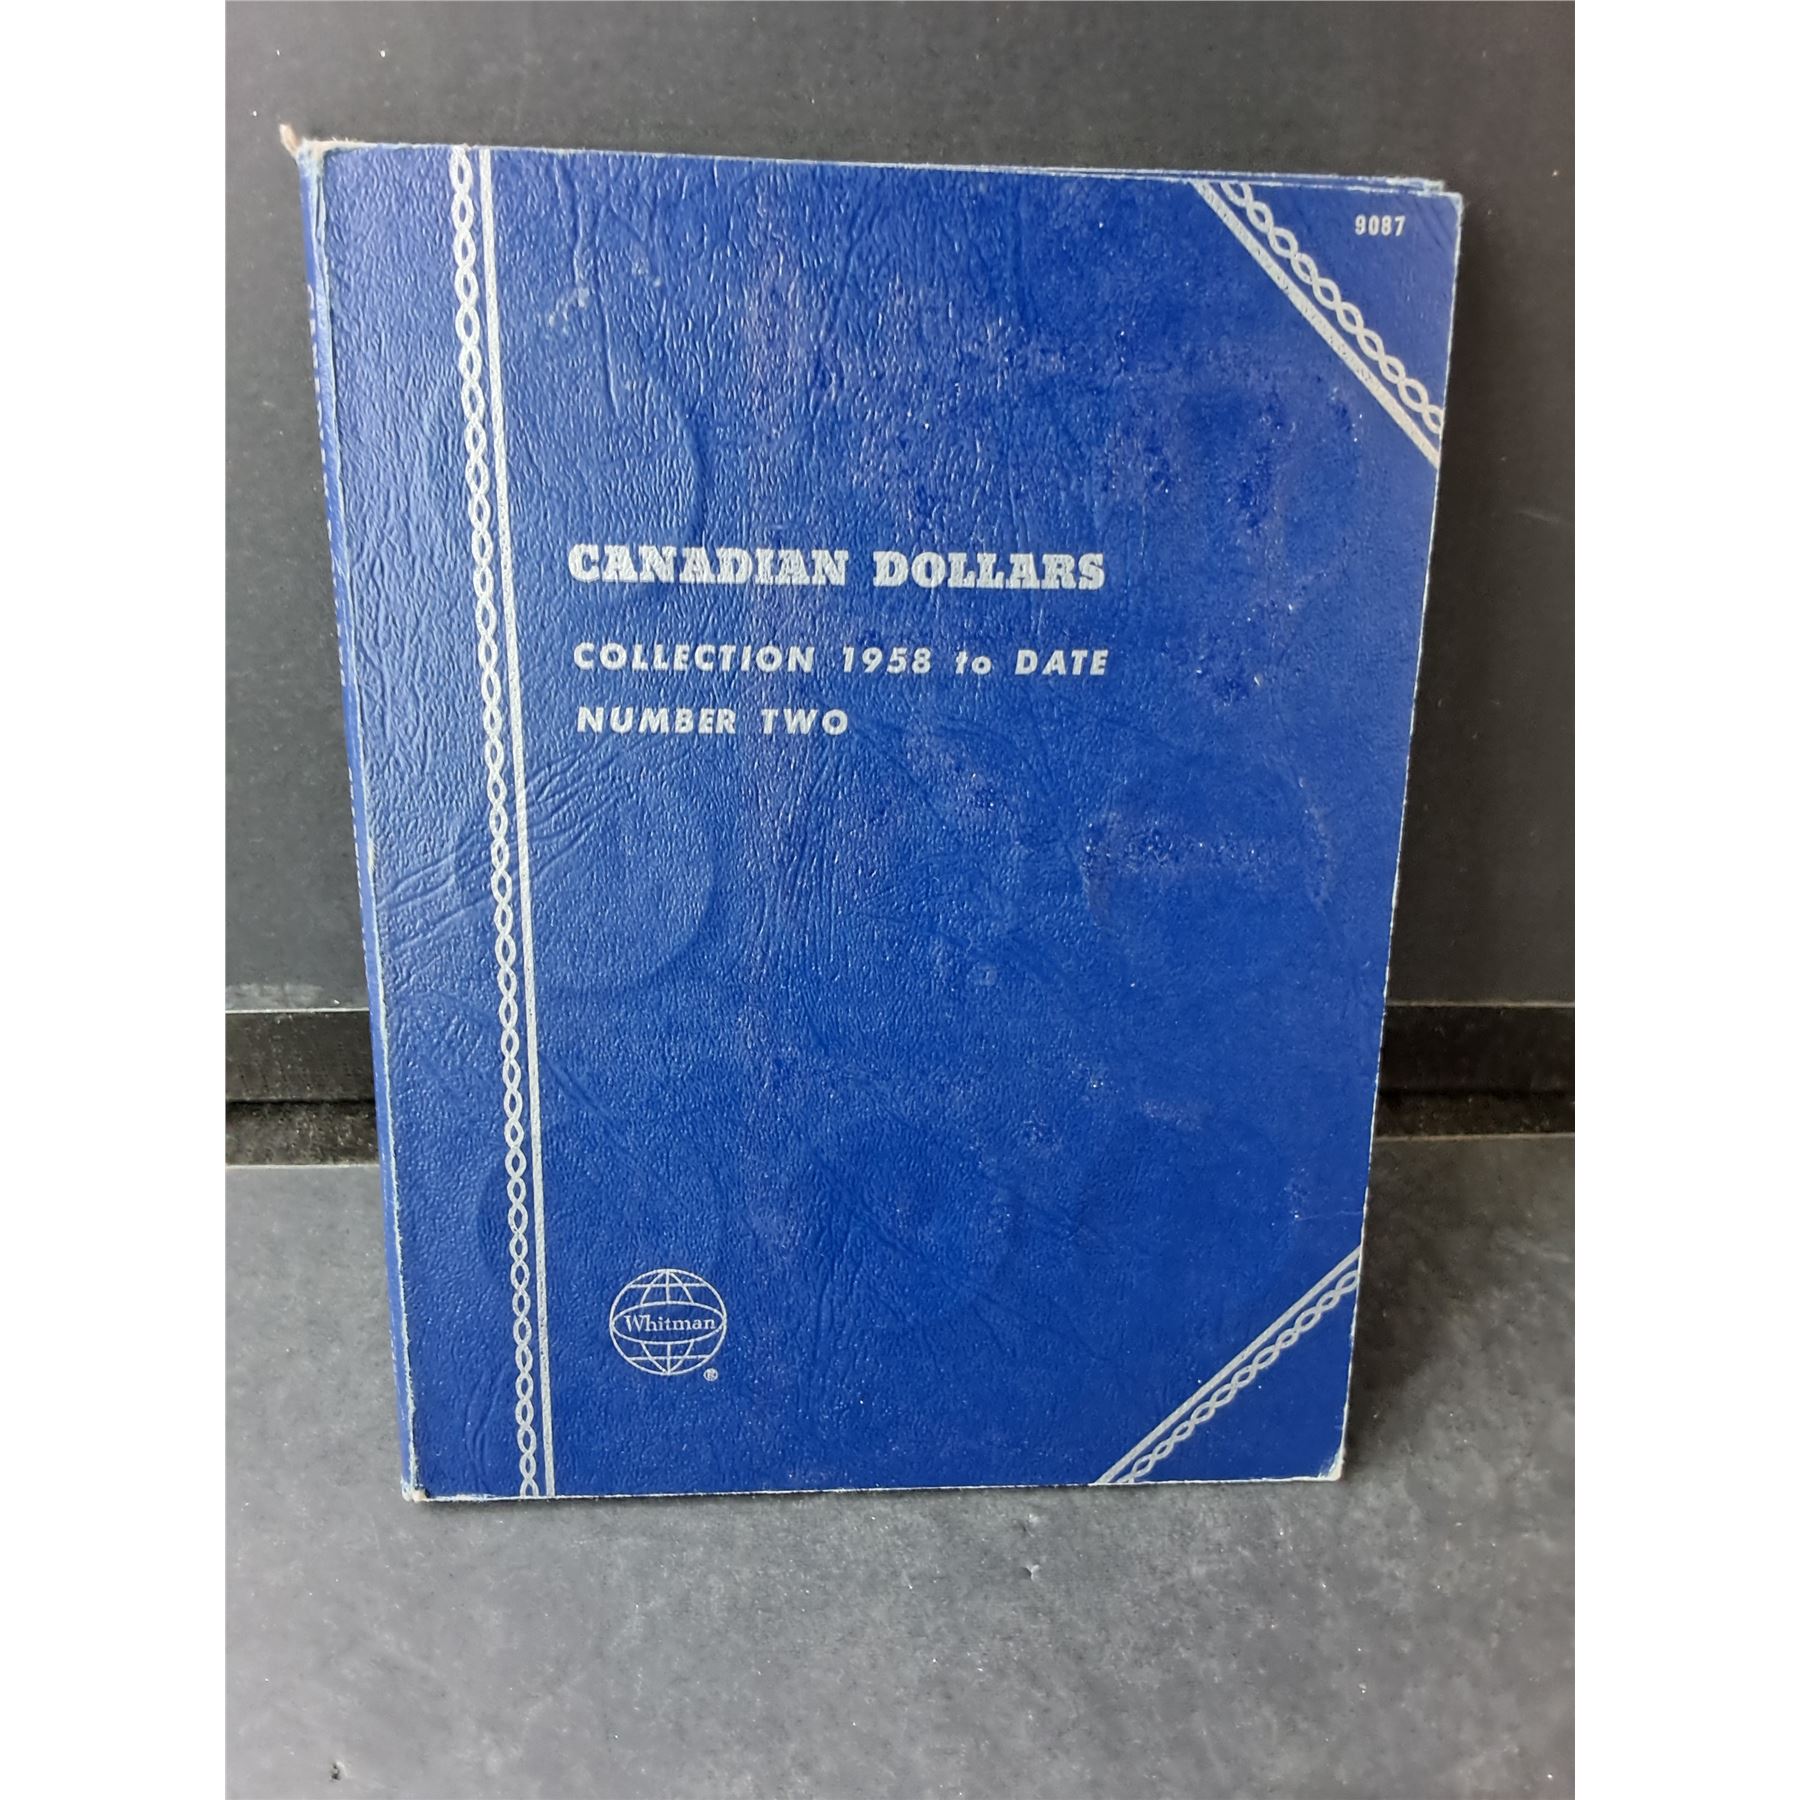 9087
CANADIAN DOLLARS
COLLECTION 1958 to DATE
NUMBER TWO
Whitman
®